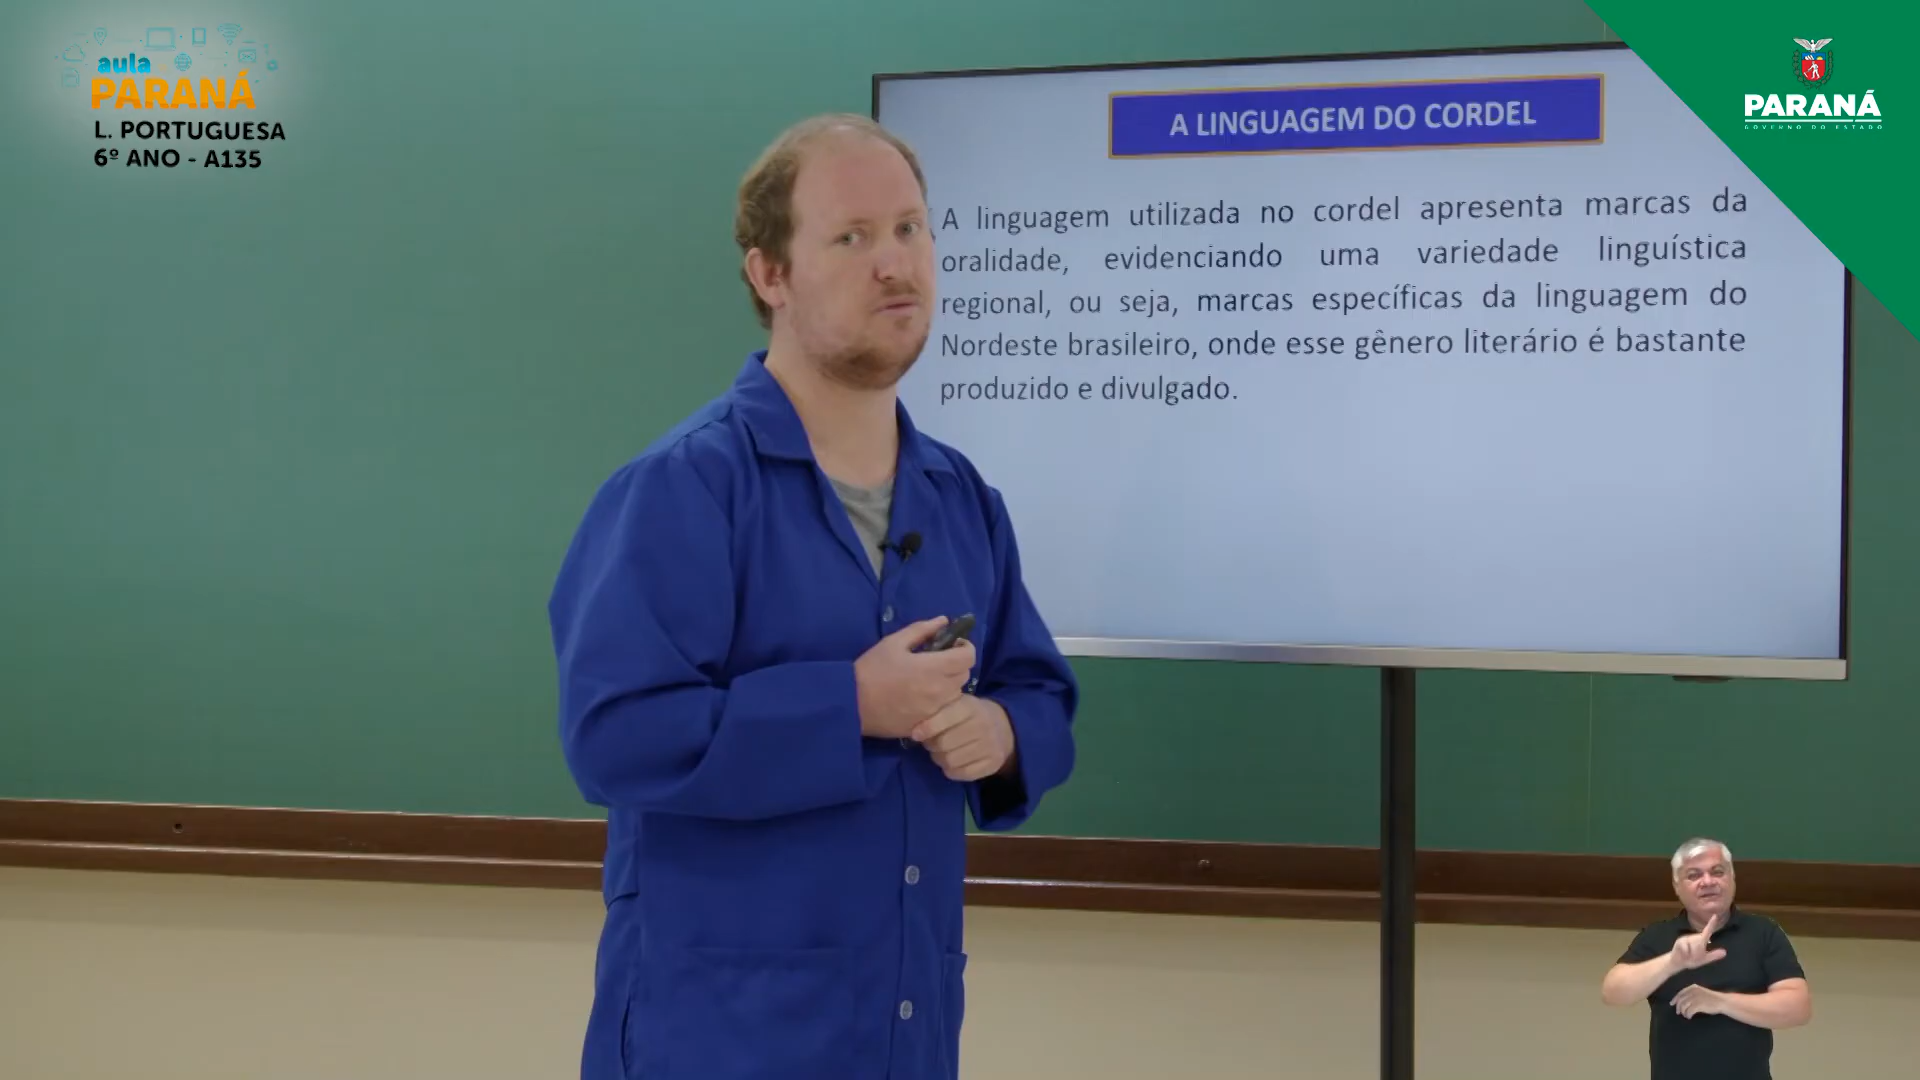 aula
PARANÁ
L. PORTUGUESA
6º ANO - A135
A LINGUAGEM DO CORDEL
A linguagem utilizada no cordel apresenta marcas da
oralidade, evidenciando uma variedade linguística
regional, ou seja, marcas específicas da linguagem do
Nordeste brasileiro, onde esse gênero literário é bastante
produzido e divulgado.
PARANÁ
GOVERNO DO ESTADO